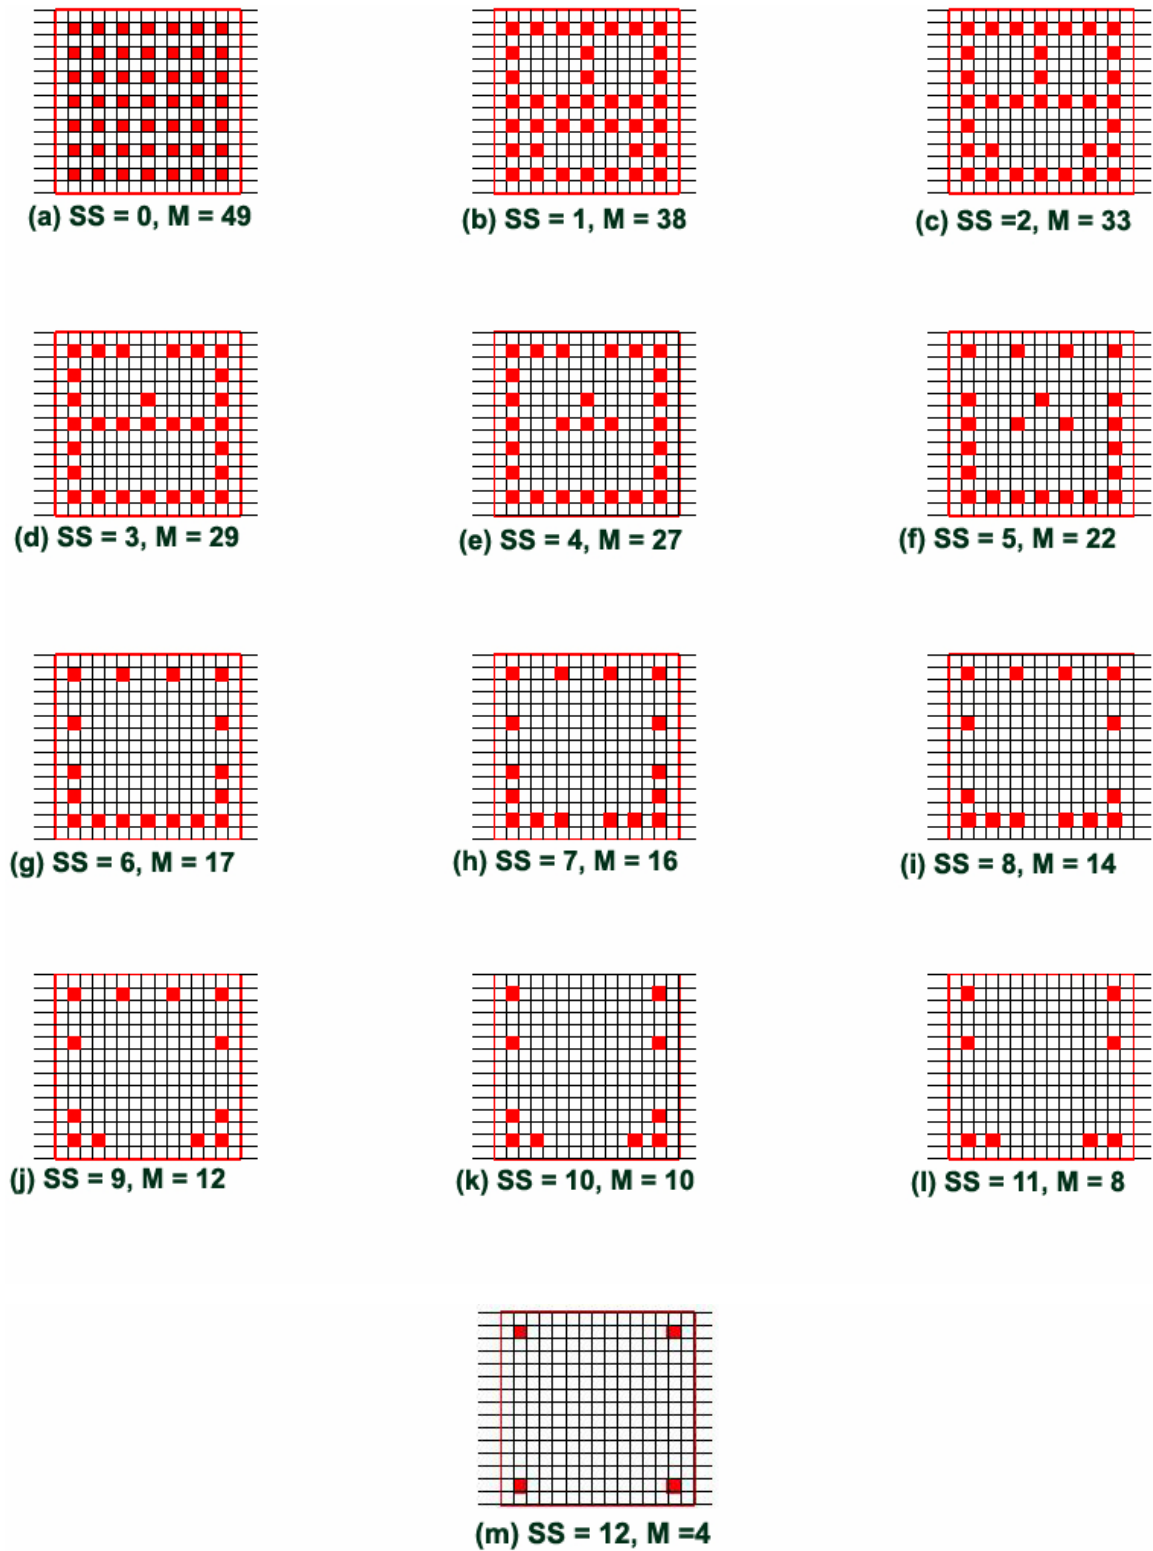 (a) SS = 0, M = 49
(b) SS = 1, M = 38
(c) SS =2, M = 33
(d) SS = 3, M = 29
(e) SS = 4, M = 27
(f) SS = 5, M = 22
(g) SS = 6, M = 17
(h) SS = 7, M = 16
(i) SS = 8, M = 14
(j) SS = 9, M = 12
(k) SS = 10, M = 10
(l) SS = 11, M = 8
(m) SS = 12, M =4